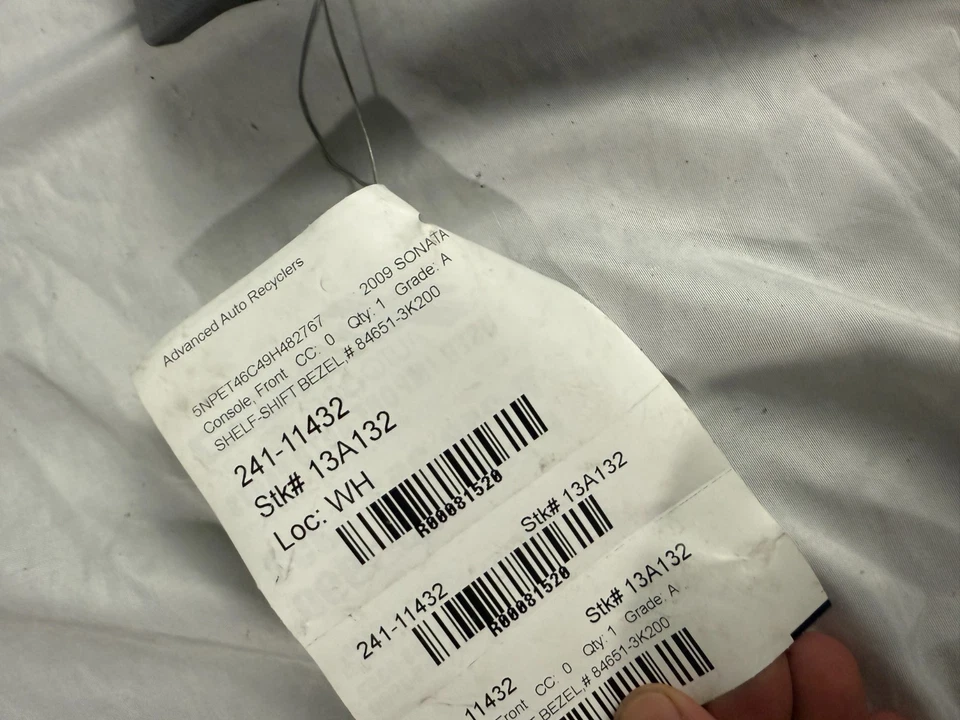 Advanced Auto Recyclers
5NPET46C49H482767 2009 SONATA
Console, Front CC: 0 Qty: 1 Grade: A
SHELF-SHIFT BEZEL,# 84651-3K200
241-11432
Stk# 13A132
Loc: WH
R00081520
Stk# 13A132
241-11432
R00081520
Stk# 13A132
11432
Front CC: 0 Qty: 1 Grade: A
BEZEL,# 84651-3K200